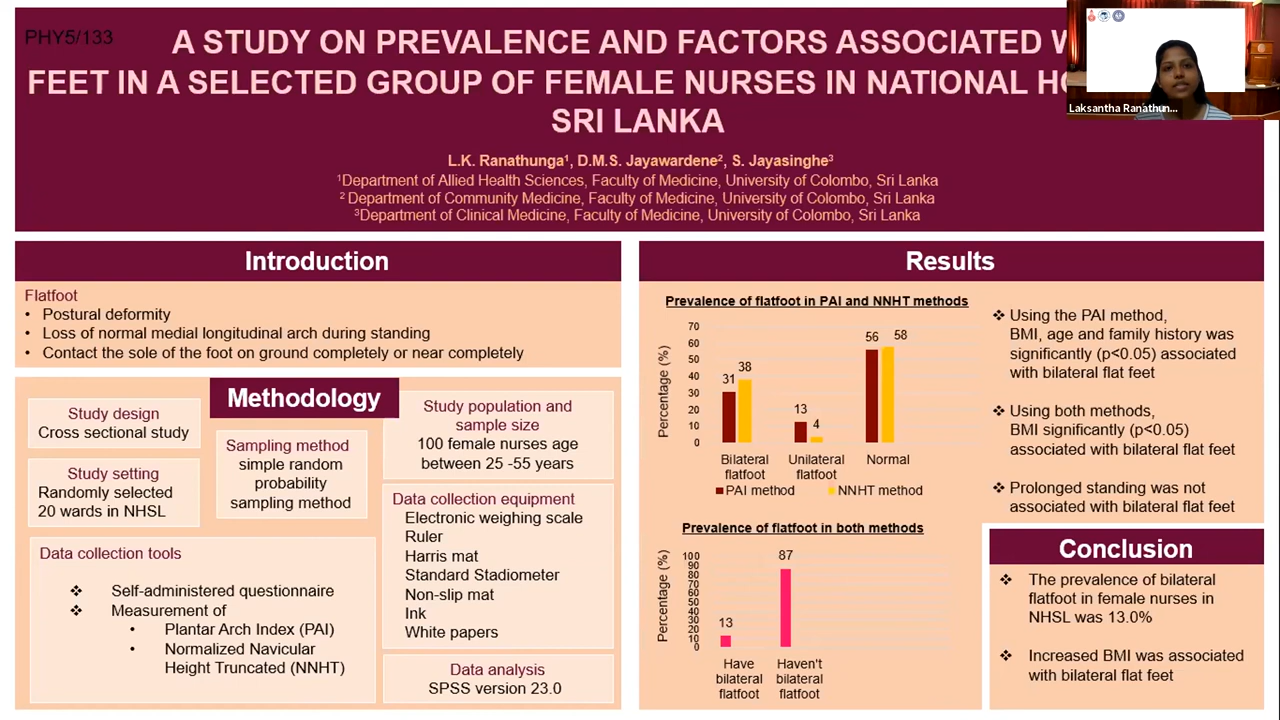 PHY5/133
A STUDY ON PREVALENCE AND FACTORS ASSOCIATED
FEET IN A SELECTED GROUP OF FEMALE NURSES IN NATIONAL
SRI LANKA
Laksantha Ranathun...
L.K. Ranathunga¹, D.M.S. Jayawardene², S. Jayasinghe³
¹Department of Allied Health Sciences, Faculty of Medicine, University of Colombo, Sri Lanka
² Department of Community Medicine, Faculty of Medicine, University of Colombo, Sri Lanka
³Department of Clinical Medicine, Faculty of Medicine, University of Colombo, Sri Lanka
Introduction
Flatfoot
• Postural deformity
• Loss of normal medial longitudinal arch during standing
• Contact the sole of the foot on ground completely or near completely
Methodology
Study design
Cross sectional study
Study setting
Randomly selected
20 wards in NHSL
Sampling method
simple random
probability
sampling method
Study population and
sample size
100 female nurses age
between 25 -55 years
Data collection tools
❖ Self-administered questionnaire
❖ Measurement of
• Plantar Arch Index (PAI)
• Normalized Navicular
Height Truncated (NNHT)
Data collection equipment
Electronic weighing scale
Ruler
Harris mat
Standard Stadiometer
Non-slip mat
Ink
White papers
Data analysis
SPSS version 23.0
Results
Prevalence of flatfoot in PAI and NNHT methods
Percentage (%)
70
60
50
40
30
20
10
0
31
38
13
4
56
58
Bilateral
flatfoot
Unilateral
flatfoot
Normal
PAI method
NNHT method
Prevalence of flatfoot in both methods
Percentage (%)
100
90
80
70
60
50
40
30
20
10
0
13
87
Have
bilateral
flatfoot
Haven't
bilateral
flatfoot
❖ Using the PAI method,
BMI, age and family history was
significantly (p<0.05) associated
with bilateral flat feet
❖ Using both methods,
BMI significantly (p<0.05)
associated with bilateral flat feet
❖ Prolonged standing was not
associated with bilateral flat feet
Conclusion
❖ The prevalence of bilateral
flatfoot in female nurses in
NHSL was 13.0%
❖ Increased BMI was associated
with bilateral flat feet